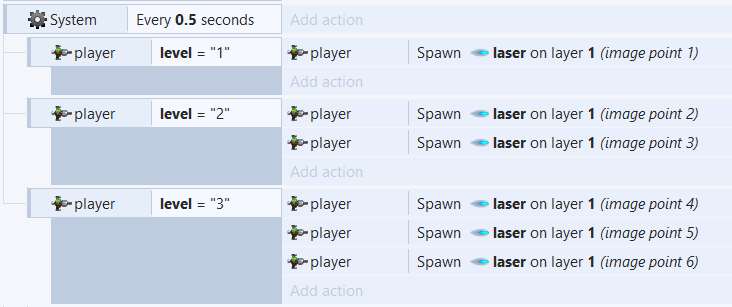 System Every 0.5 seconds Add action
player level = "1" player Spawn laser on layer 1 (image point 1)
Add action
player level = "2" player Spawn laser on layer 1 (image point 2)
player Spawn laser on layer 1 (image point 3)
Add action
player level = "3" player Spawn laser on layer 1 (image point 4)
player Spawn laser on layer 1 (image point 5)
player Spawn laser on layer 1 (image point 6)
Add action